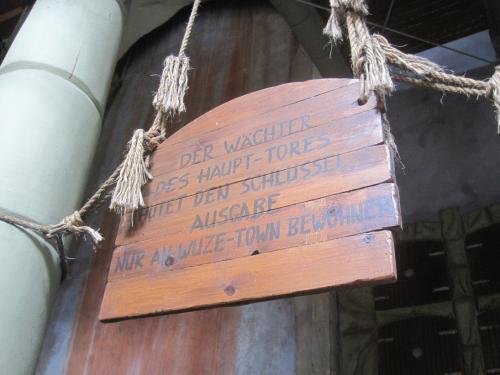 DER WÄCHTER
DES HAUPT-TORES
HÜTET DEN SCHLÜSSEL
AUSGABE
NUR AN WUZE-TOWN BEWOHNER